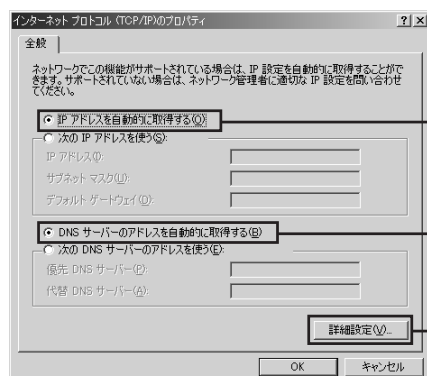 インターネット プロトコル (TCP/IP)のプロパティ
全般
ネットワークでこの機能がサポートされている場合は、IP 設定を自動的に取得することがで
きます。サポートされていない場合は、ネットワーク管理者に適切な IP 設定を問い合わせ
てください。
IP アドレスを自動的に取得する(O)
次の IP アドレスを使う(S):
IP アドレス(I):
サブネット マスク(U):
デフォルト ゲートウェイ(D):
DNS サーバーのアドレスを自動的に取得する(B)
次の DNS サーバーのアドレスを使う(E):
優先 DNS サーバー(P):
代替 DNS サーバー(A):
詳細設定(V)...
OK
キャンセル